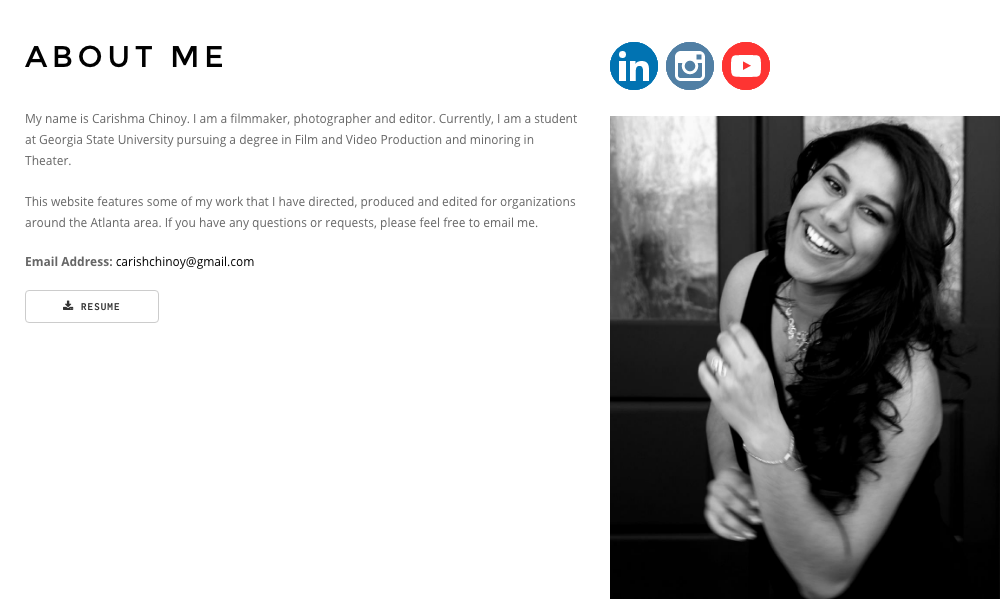 ABOUT ME
in
My name is Carishma Chinoy. I am a filmmaker, photographer and editor. Currently, I am a student
at Georgia State University pursuing a degree in Film and Video Production and minoring in
Theater.
This website features some of my work that I have directed, produced and edited for organizations
around the Atlanta area. If you have any questions or requests, please feel free to email me.
Email Address: carishchinoy@gmail.com
RESUME